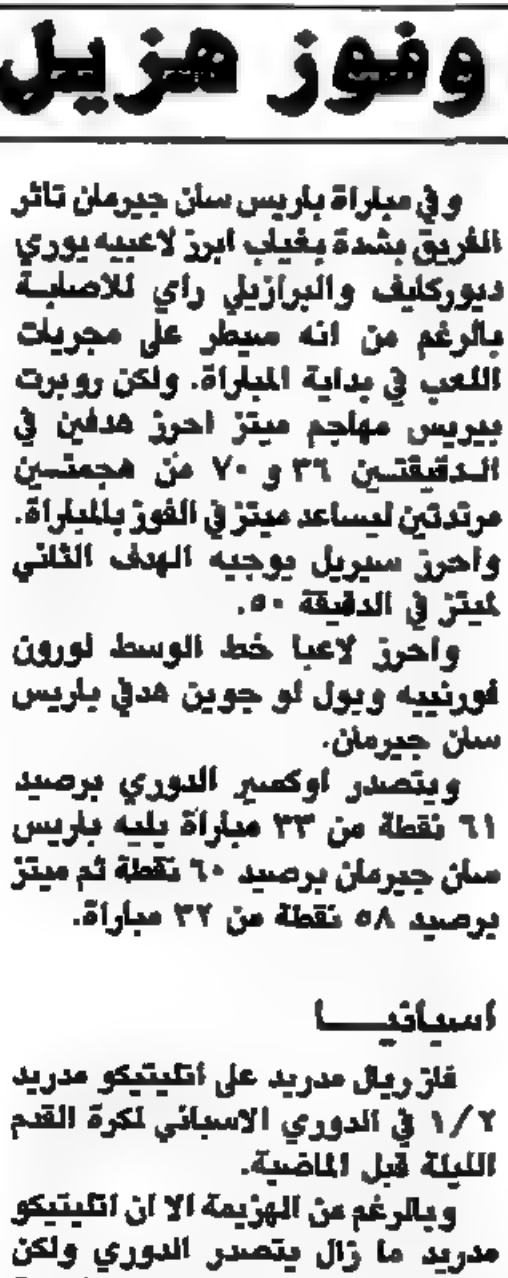 وفوز هزيل
وفي مباراة باريس سان جيرمان تاثر
الفريق بشدة بغياب ابرز لاعبيه يوري
ديوركايف والبرازيلي راي للاصابة
بالرغم من انه سيطر على مجريات
اللعب في بداية المباراة. ولكن روبرت
بيريس مهاجم ميتز احرز هدفين في
الدقيقتين ٣٦ و ٧٠ من هجمتين
مرتدتين ليساعد ميتز في الفوز بالمباراة.
واحرز سيريل بوجيه الهدف الثاني
لميتز في الدقيقة ٥٠.
واحرز لاعبا خط الوسط لورون
فورنييه وبول لو جوين هدفي باريس
سان جيرمان.
ويتصدر اوكسير الدوري برصيد
٦١ نقطة من ٣٣ مباراة يليه باريس
سان جيرمان برصيد ٦٠ نقطة ثم ميتز
برصيد ٥٨ نقطة من ٣٢ مباراة.
اسبانيا
فاز ريال مدريد على اتليتيكو مدريد
١/٢ في الدوري الاسباني لكرة القدم
الليلة قبل الماضية.
وبالرغم من الهزيمة الا ان اتليتيكو
مدريد ما زال يتصدر الدوري ولكن